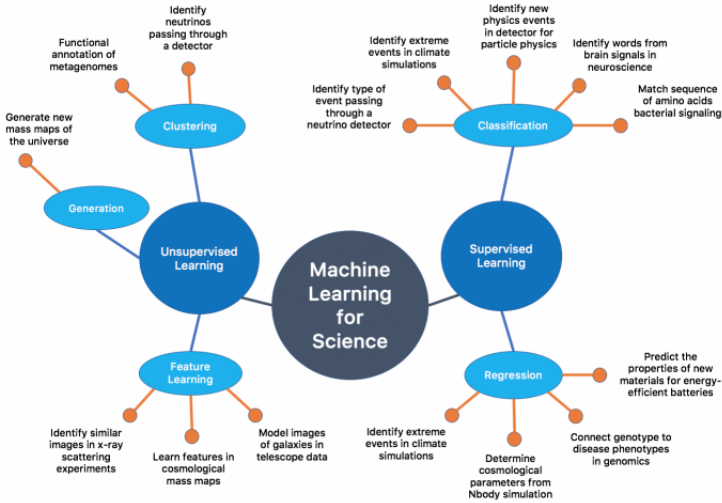 Identify
neutrinos
passing through
a detector
Functional
annotation of
metagenomes
Generate new
mass maps of
the universe
Clustering
Generation
Unsupervised
Learning
Feature
Learning
Identify similar
images in x-ray
scattering
experiments
Learn features in
cosmological
mass maps
Model images
of galaxies in
telescope data
Machine
Learning
for
Science
Identify new
physics events
in detector for
particle physics
Identify extreme
events in climate
simulations
Identify words from
brain signals in
neuroscience
Identify type of
event passing
through a
neutrino detector
Match sequence
of amino acids
bacterial signaling
Classification
Supervised
Learning
Regression
Predict the
properties of new
materials for energy-
efficient batteries
Identify extreme
events in climate
simulations
Determine
cosmological
parameters from
Nbody simulation
Connect genotype to
disease phenotypes
in genomics